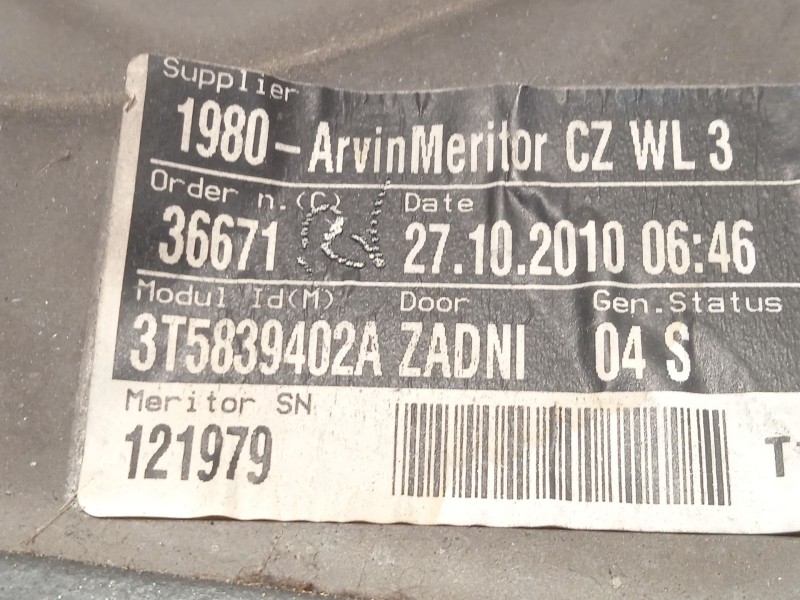 Supplier
1980-ArvinMeritor CZ WL 3
Order n.(C) Date
36671 27.10.2010 06:46
Modul Id(M) Door Gen.Status
3T5839402A ZADNI 04 S
Meritor SN
121979